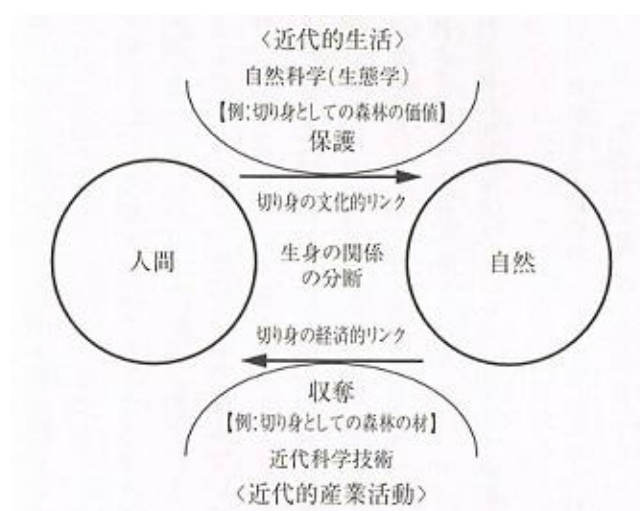 〈近代的生活〉
自然科学(生態学)
【例:切り身としての森林の価値】
保護
切り身の文化的リンク
人間
生身の関係
の分断
自然
切り身の経済的リンク
収奪
【例:切り身としての森林の材】
近代科学技術
〈近代的産業活動〉